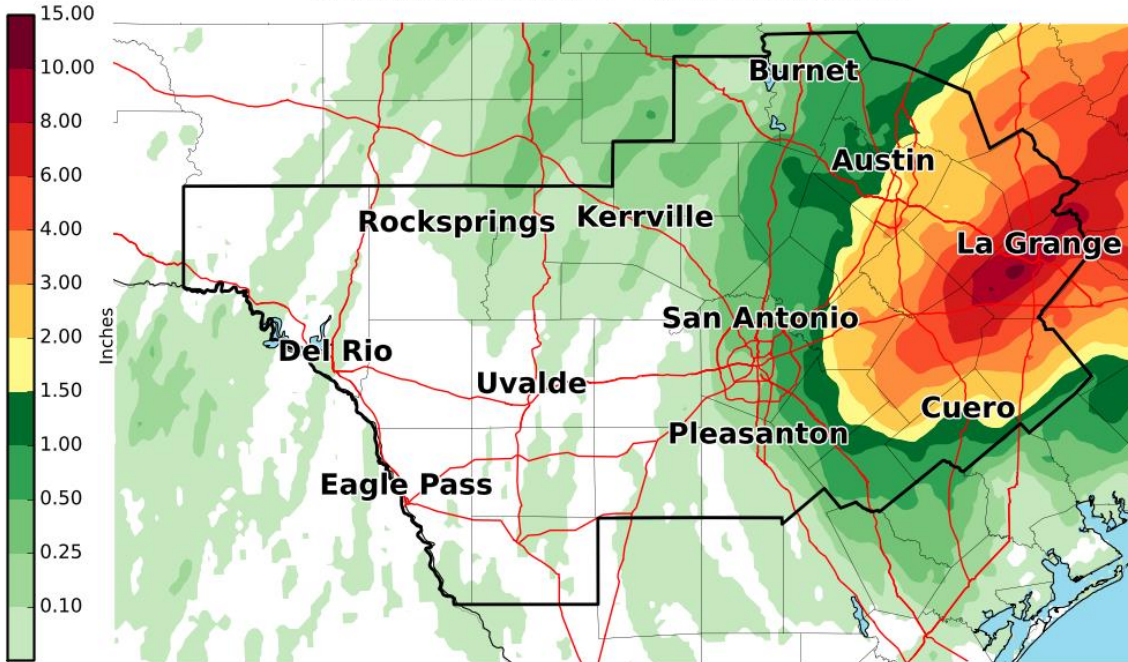 15.00
10.00
8.00
6.00
4.00
3.00
2.00
1.50
1.00
0.50
0.25
0.10
Inches
Burnet
Austin
Rocksprings
Kerrville
La Grange
San Antonio
Del Rio
Uvalde
Cuero
Pleasanton
Eagle Pass